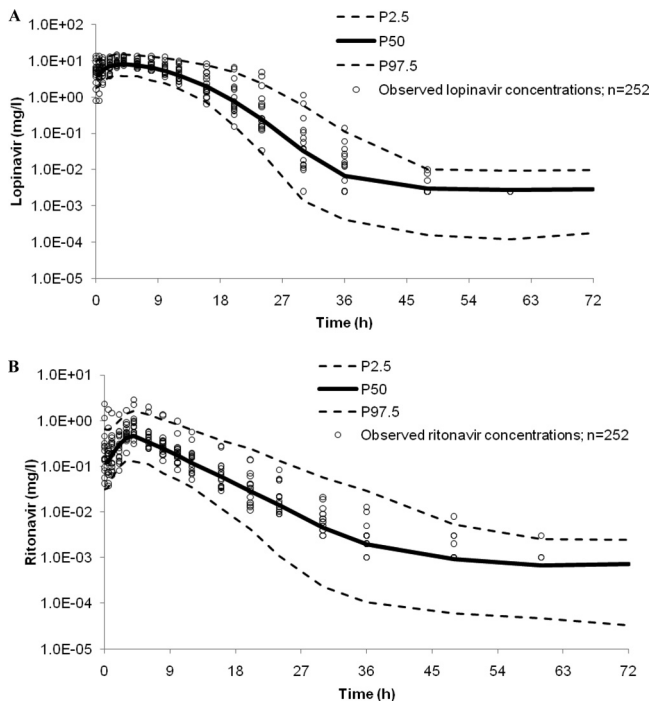 A
P2.5
P50
P97.5
Observed lopinavir concentrations; n=252
Lopinavir (mg/l)
1.0E+02
1.0E+01
1.0E+00
1.0E-01
1.0E-02
1.0E-03
1.0E-04
1.0E-05
0 9 18 27 36 45 54 63 72
Time (h)
B
P2.5
P50
P97.5
Observed ritonavir concentrations; n=252
Ritonavir (mg/l)
1.0E+01
1.0E+00
1.0E-01
1.0E-02
1.0E-03
1.0E-04
1.0E-05
0 9 18 27 36 45 54 63 72
Time (h)